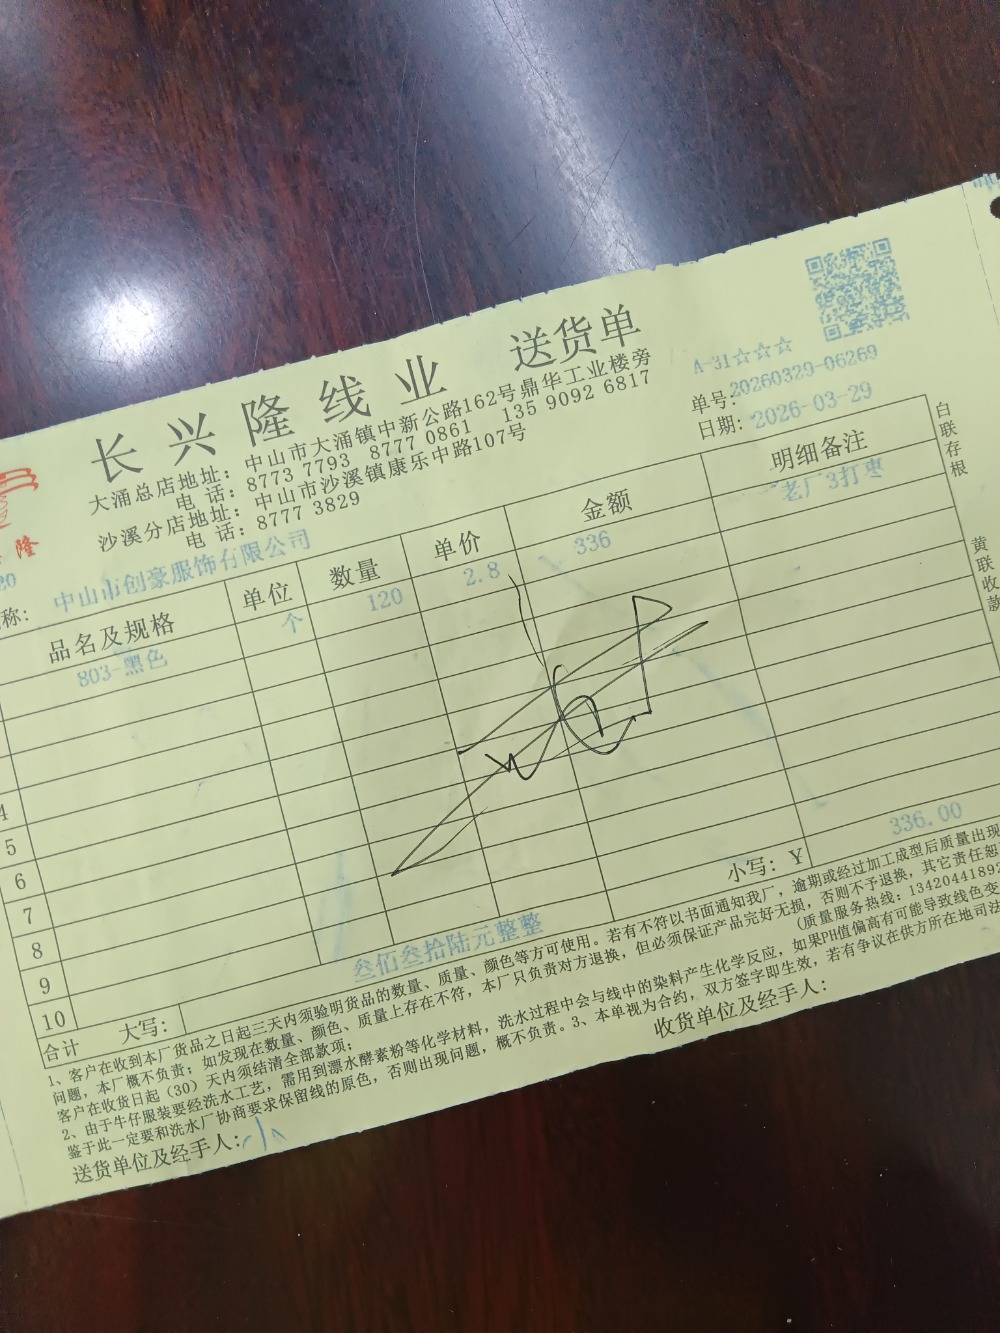 长兴隆线业 送货单
大涌总店地址：中山市大涌镇中新公路162号鼎华工业楼旁
电 话：8773 7793 8777 0861 135 9092 6817
沙溪分店地址：中山市沙溪镇康乐中路107号
电 话：8777 3829
A-31☆☆☆
单号：20260329-06269
日期：2026-03-29
隆
20
称： 中山市创豪服饰有限公司
品名及规格 单位 数量 单价 金额 明细备注
803-黑色 个 120 2.8 336 老厂3打枣
4
5
6
7
8
9
10
合计 大写： 叁佰叁拾陆元整整 小写：￥ 336.00
1、客户在收到本厂货品之日起三天内须验明货品的数量、质量、颜色等方可使用。若有不符以书面通知我厂，逾期或经过加工成型后质量出现
问题，本厂概不负责；如发现在数量、颜色、质量上存在不符，本厂只负责对方退换，但必须保证产品完好无损，否则不予退换，其它责任恕
客户在收货日起（30）天内须结清全部款项； （质量服务热线：1342044189
2、由于牛仔服装要经洗水工艺，需用到漂水酵素粉等化学材料，洗水过程中会与线中的染料产生化学反应，如果PH值偏高有可能导致线色变
鉴于此一定要和洗水厂协商要求保留线的原色，否则出现问题，概不负责。3、本单视为合约，双方签字即生效，若有争议在供方所在地司法
送货单位及经手人： 收货单位及经手人：
白联存根
黄联收款